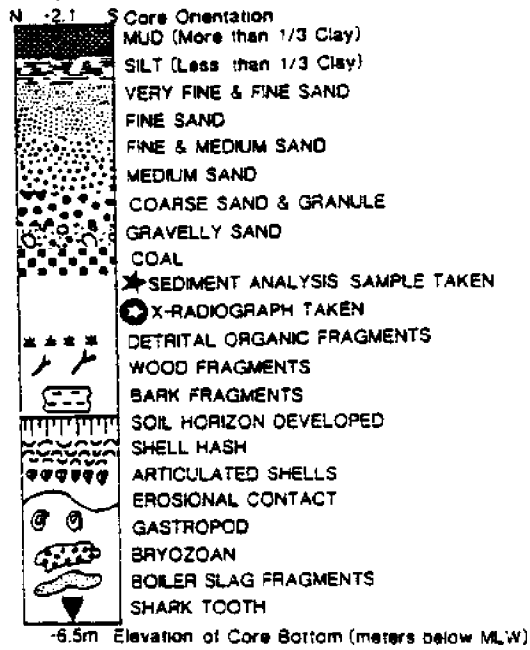 N -2.1 S Core Orientation
MUD (More than 1/3 Clay)
SILT (Less than 1/3 Clay)
VERY FINE & FINE SAND
FINE SAND
FINE & MEDIUM SAND
MEDIUM SAND
COARSE SAND & GRANULE
GRAVELLY SAND
COAL
SEDIMENT ANALYSIS SAMPLE TAKEN
X-RADIOGRAPH TAKEN
DETRITAL ORGANIC FRAGMENTS
WOOD FRAGMENTS
BARK FRAGMENTS
SOIL HORIZON DEVELOPED
SHELL HASH
ARTICULATED SHELLS
EROSIONAL CONTACT
GASTROPOD
BRYOZOAN
BOILER SLAG FRAGMENTS
SHARK TOOTH
-6.5m Elevation of Core Bottom (meters below MLW)